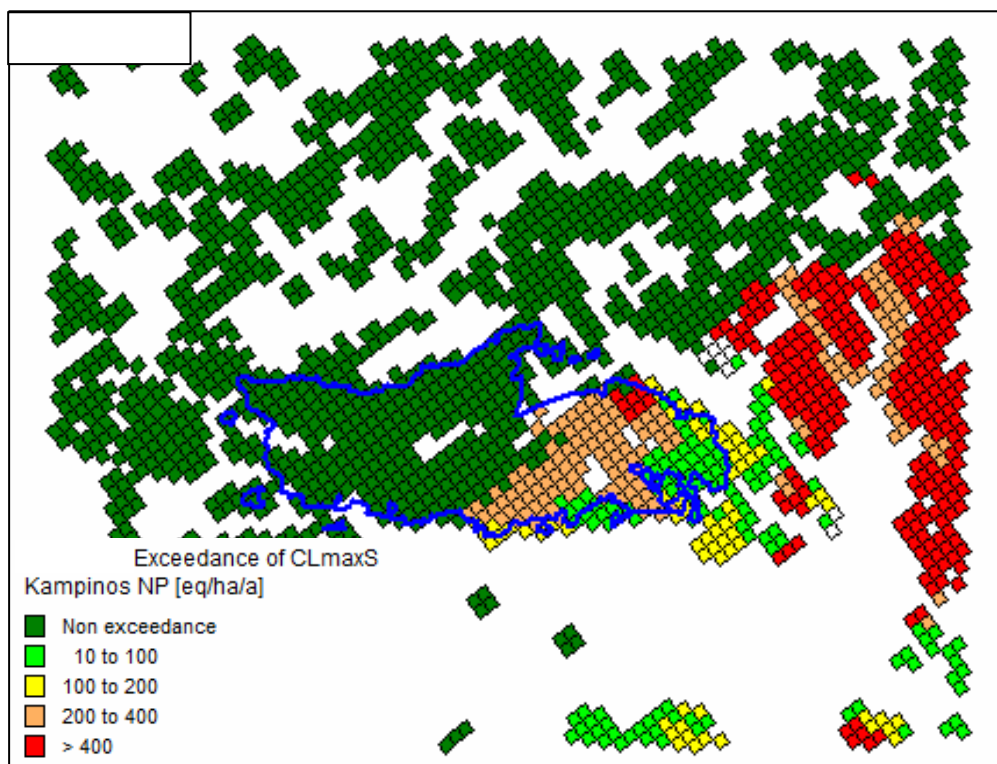 Exceedance of CLmaxS
Kampinos NP [eq/ha/a]
Non exceedance
10 to 100
100 to 200
200 to 400
> 400